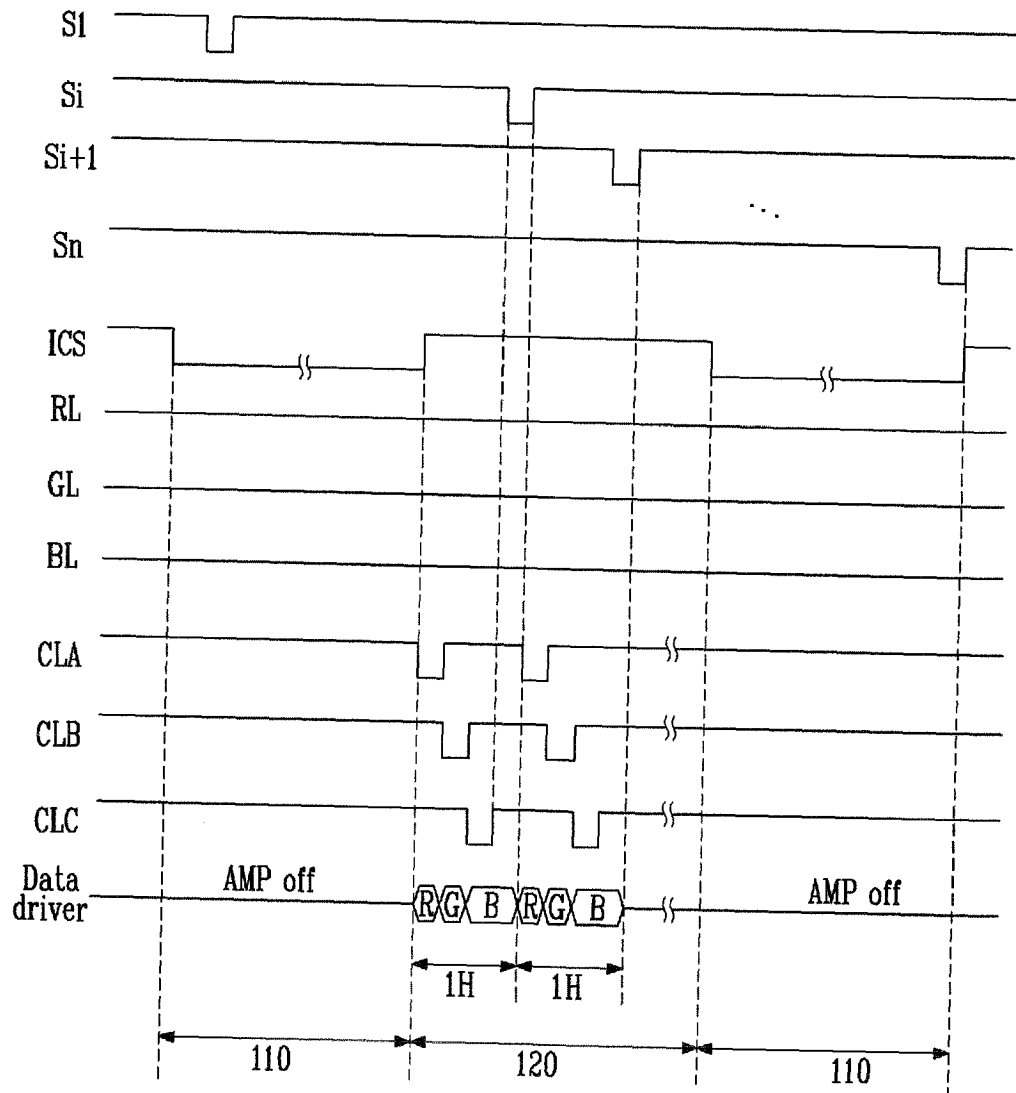 S1
Si
Si+1
...
Sn
ICS
RL
GL
BL
CLA
CLB
CLC
Data
driver
AMP off
R G B R G B
AMP off
1H 1H
110 120 110